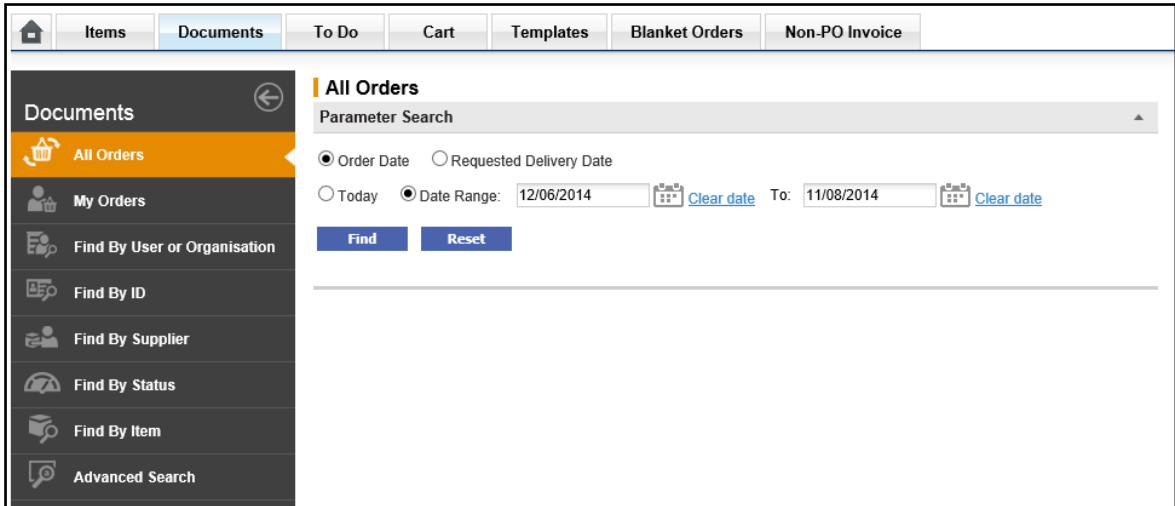 Items Documents To Do Cart Templates Blanket Orders Non-PO Invoice
Documents
All Orders
My Orders
Find By User or Organisation
Find By ID
Find By Supplier
Find By Status
Find By Item
Advanced Search
All Orders
Parameter Search
Order Date Requested Delivery Date
Today Date Range: 12/06/2014 Clear date To: 11/08/2014 Clear date
Find Reset